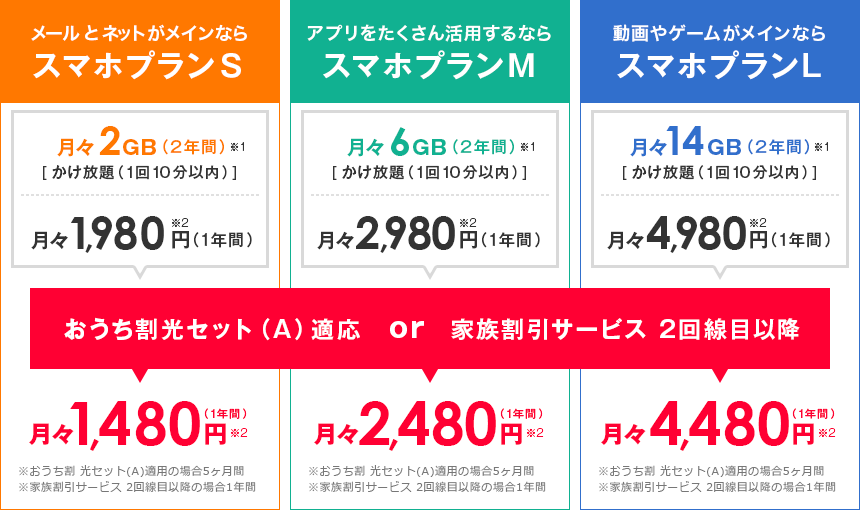 メールとネットがメインなら
スマホプランS
月々2GB(2年間)※1
[かけ放題(1回10分以内)]
月々1,980円(1年間)※2
アプリをたくさん活用するなら
スマホプランM
月々6GB(2年間)※1
[かけ放題(1回10分以内)]
月々2,980円(1年間)※2
動画やゲームがメインなら
スマホプランL
月々14GB(2年間)※1
[かけ放題(1回10分以内)]
月々4,980円(1年間)※2
おうち割光セット(A)適応 or 家族割引サービス 2回線目以降
月々1,480円(1年間)※2
※おうち割 光セット(A)適用の場合5ヶ月間
※家族割引サービス 2回線目以降の場合1年間
月々2,480円(1年間)※2
※おうち割 光セット(A)適用の場合5ヶ月間
※家族割引サービス 2回線目以降の場合1年間
月々4,480円(1年間)※2
※おうち割 光セット(A)適用の場合5ヶ月間
※家族割引サービス 2回線目以降の場合1年間